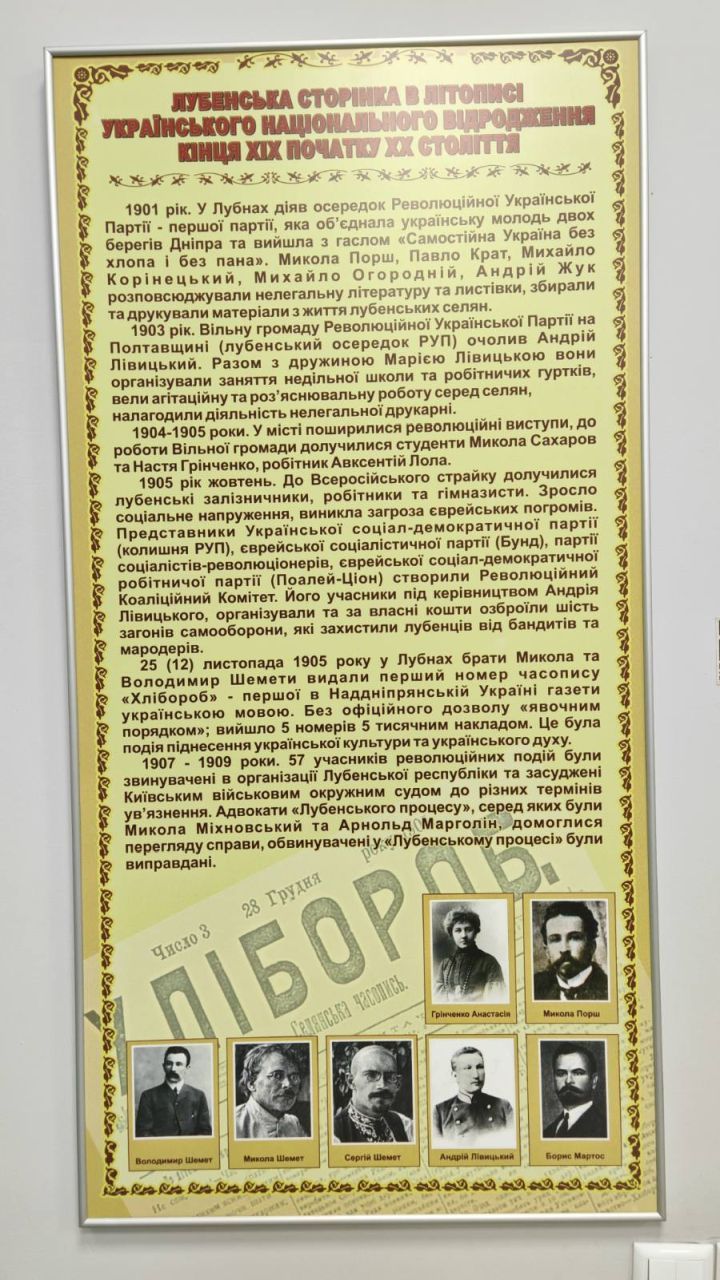 ЛУБЕНСЬКА СТОРІНКА В ЛІТОПИСІ
УКРАЇНСЬКОГО НАЦІОНАЛЬНОГО ВІДРОДЖЕННЯ
КІНЦЯ ХІХ ПОЧАТКУ ХХ СТОЛІТТЯ
1901 рік. У Лубнах діяв осередок Революційної Української
Партії - першої партії, яка об’єднала українську молодь двох
берегів Дніпра та вийшла з гаслом «Самостійна Україна без
хлопа і без пана». Микола Порш, Павло Крат, Михайло
Корінецький, Михайло Огородній, Андрій Жук
розповсюджували нелегальну літературу та листівки, збирали
та друкували матеріали з життя лубенських селян.
1903 рік. Вільну громаду Революційної Української Партії на
Полтавщині (лубенський осередок РУП) очолив Андрій
Лівицький. Разом з дружиною Марією Лівицькою вони
організували заняття недільної школи та робітничих гуртків,
вели агітаційну та роз’яснювальну роботу серед селян,
налагодили діяльність нелегальної друкарні.
1904-1905 роки. У місті поширилися революційні виступи, до
роботи Вільної громади долучилися студенти Микола Сахаров
та Настя Грінченко, робітник Авксентій Лола.
1905 рік жовтень. До Всеросійського страйку долучилися
лубенські залізничники, робітники та гімназисти. Зросло
соціальне напруження, виникла загроза єврейських погромів.
Представники Української соціал-демократичної партії
(колишня РУП), єврейської соціалістичної партії (Бунд), партії
соціалістів-революціонерів, єврейської соціал-демократичної
робітничої партії (Поалей-Ціон) створили Революційний
Коаліційний Комітет. Його учасники під керівництвом Андрія
Лівицького, організували та за власні кошти озброїли шість
загонів самооборони, які захистили лубенців від бандитів та
мародерів.
25 (12) листопада 1905 року у Лубнах брати Микола та
Володимир Шемети видали перший номер часопису
«Хлібороб» - першої в Наддніпрянській Україні газети
українською мовою. Без офіційного дозволу «явочним
порядком»; вийшло 5 номерів 5 тисячним накладом. Це була
подія піднесення української культури та українського духу.
1907 - 1909 роки. 57 учасників революційних подій були
звинувачені в організації Лубенської республіки та засуджені
Київським військовим окружним судом до різних термінів
ув’язнення. Адвокати «Лубенського процесу», серед яких були
Микола Міхновський та Арнольд Марголін, домоглися
перегляду справи, обвинувачені у «Лубенському процесі» були
виправдані.
Число 3 28 Грудня року
ХЛІБОРОБ.
Селянська часопись.
Грінченко Анастасія
Микола Порш
Володимир Шемет
Микола Шемет
Сергій Шемет
Андрій Лівицький
Борис Мартос